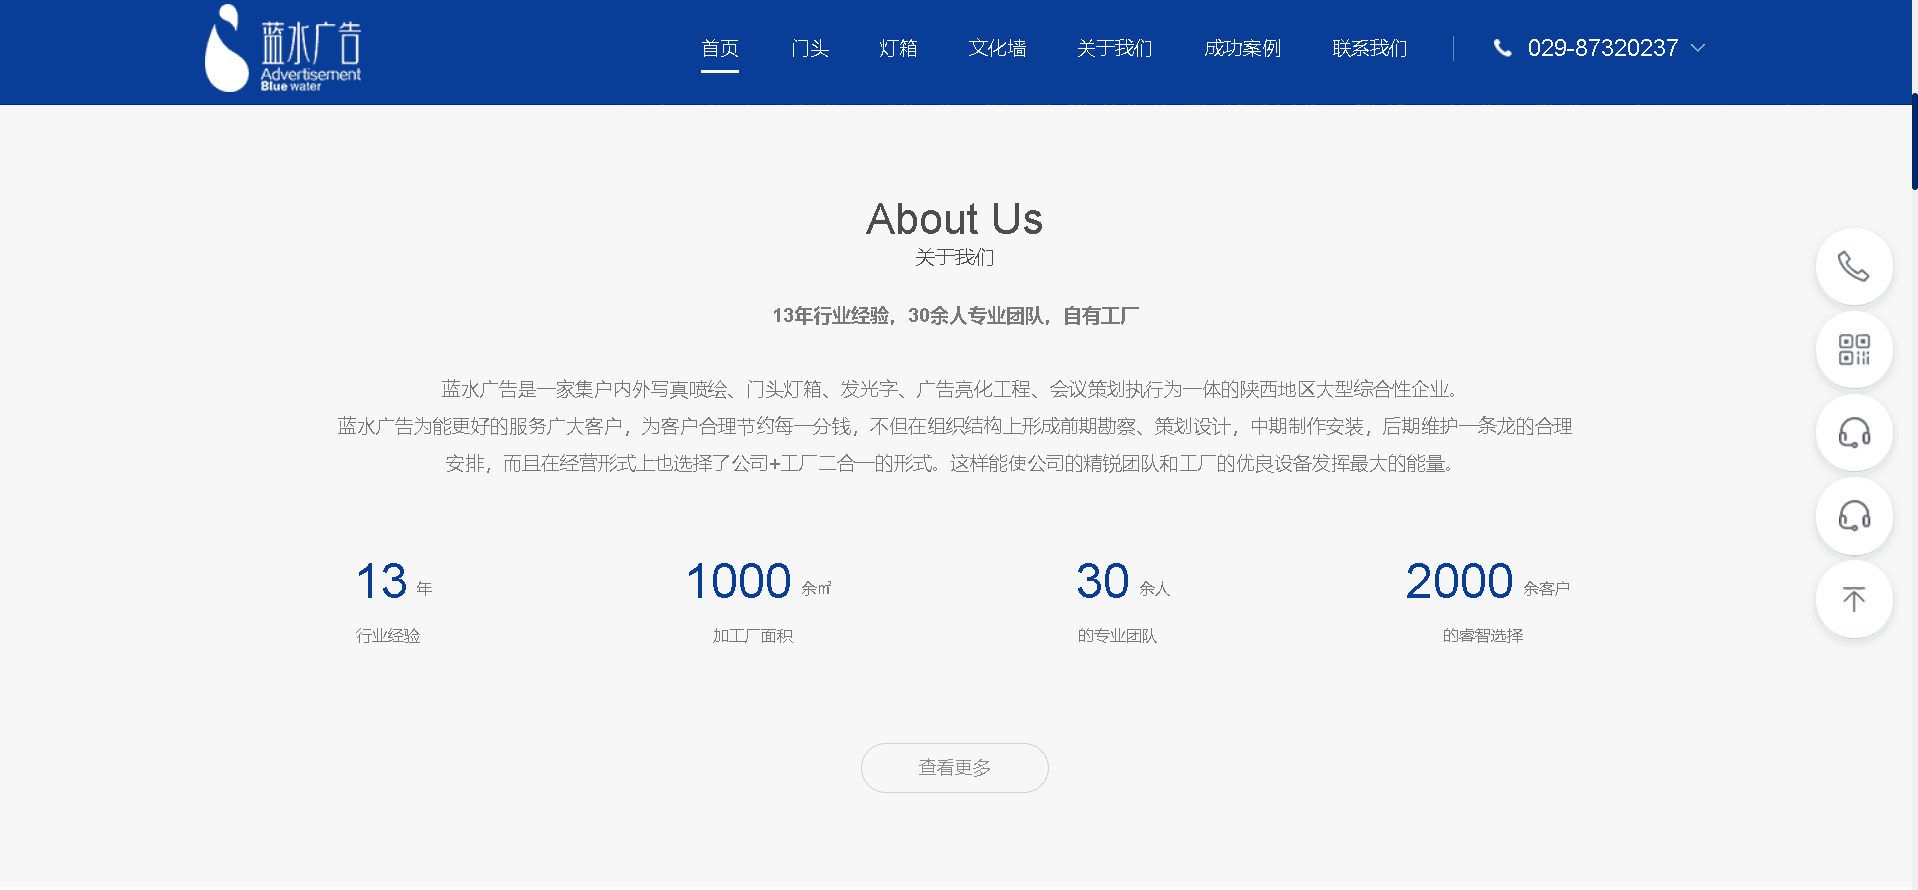 蓝水广告
Advertisement
Blue water
首页 门头 灯箱 文化墙 关于我们 成功案例 联系我们 029-87320237
About Us
关于我们
13年行业经验，30余人专业团队，自有工厂
蓝水广告是一家集户内外写真喷绘、门头灯箱、发光字、广告亮化工程、会议策划执行为一体的陕西地区大型综合性企业。
蓝水广告为能更好的服务广大客户，为客户合理节约每一分钱，不但在组织结构上形成前期勘察、策划设计，中期制作安装，后期维护一条龙的合理
安排，而且在经营形式上也选择了公司+工厂二合一的形式。这样能使公司的精锐团队和工厂的优良设备发挥最大的能量。
13 年 1000 余㎡ 30 余人 2000 余客户
行业经验 加工厂面积 的专业团队 的睿智选择
查看更多